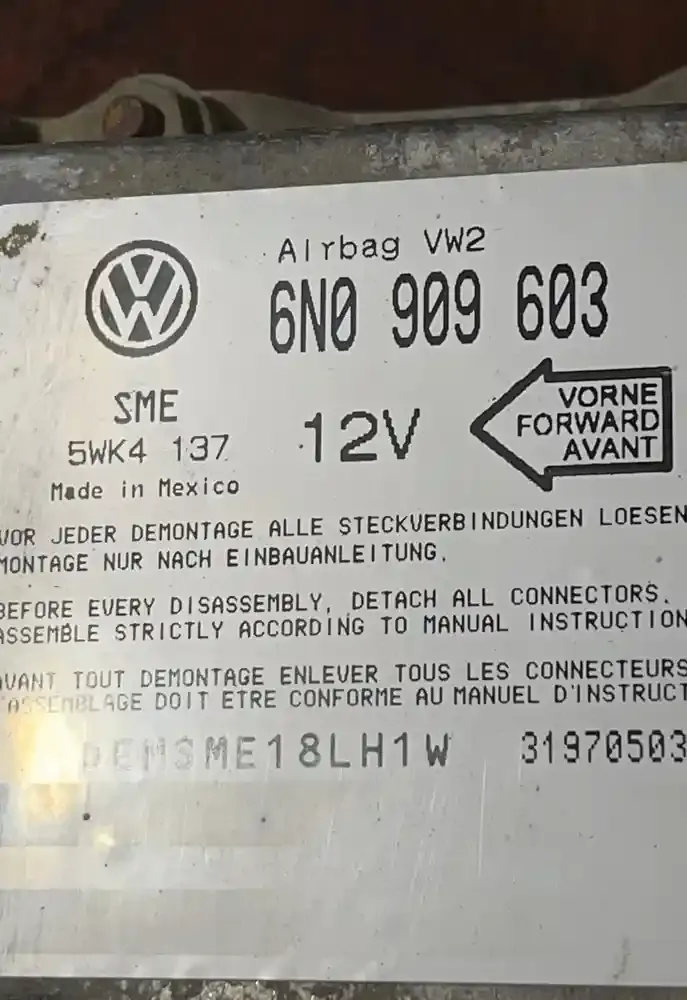 Airbag VW2
6N0 909 603
SME
5WK4 137
12V
VORNE
FORWARD
AVANT
Made in Mexico
VOR JEDER DEMONTAGE ALLE STECKVERBINDUNGEN LOESEN
MONTAGE NUR NACH EINBAUANLEITUNG.
BEFORE EVERY DISASSEMBLY, DETACH ALL CONNECTORS.
ASSEMBLE STRICTLY ACCORDING TO MANUAL INSTRUCTION
AVANT TOUT DEMONTAGE ENLEVER TOUS LES CONNECTEURS
'ASSEMBLAGE DOIT ETRE CONFORME AU MANUEL D'INSTRUCT
DEMSME18LH1W 31970503